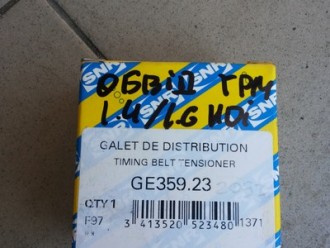 SNR
ОБВІД ГРМ
1.4/1.6 HDi
GALET DE DISTRIBUTION
TIMING BELT TENSIONER
GE359.23
QTY 1
F97
3 413520 523480
1371